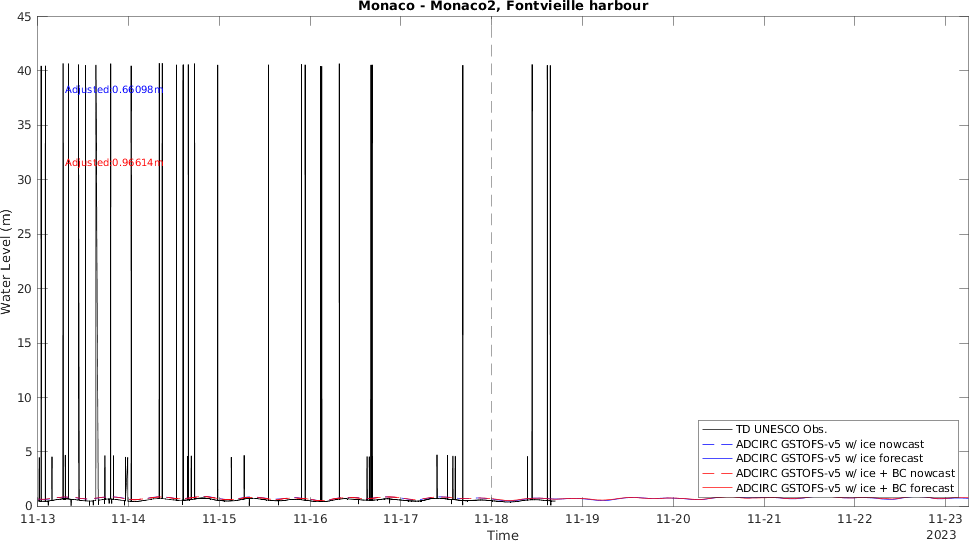 Monaco - Monaco2, Fontvieille harbour
Water Level (m)
45
40
35
30
25
20
15
10
5
0
Adjusted 0.66098m
Adjusted 0.96614m
TD UNESCO Obs.
ADCIRC GSTOFS-v5 w/ ice nowcast
ADCIRC GSTOFS-v5 w/ ice forecast
ADCIRC GSTOFS-v5 w/ ice + BC nowcast
ADCIRC GSTOFS-v5 w/ ice + BC forecast
11-13 11-14 11-15 11-16 11-17 11-18 11-19 11-20 11-21 11-22 11-23
2023
Time